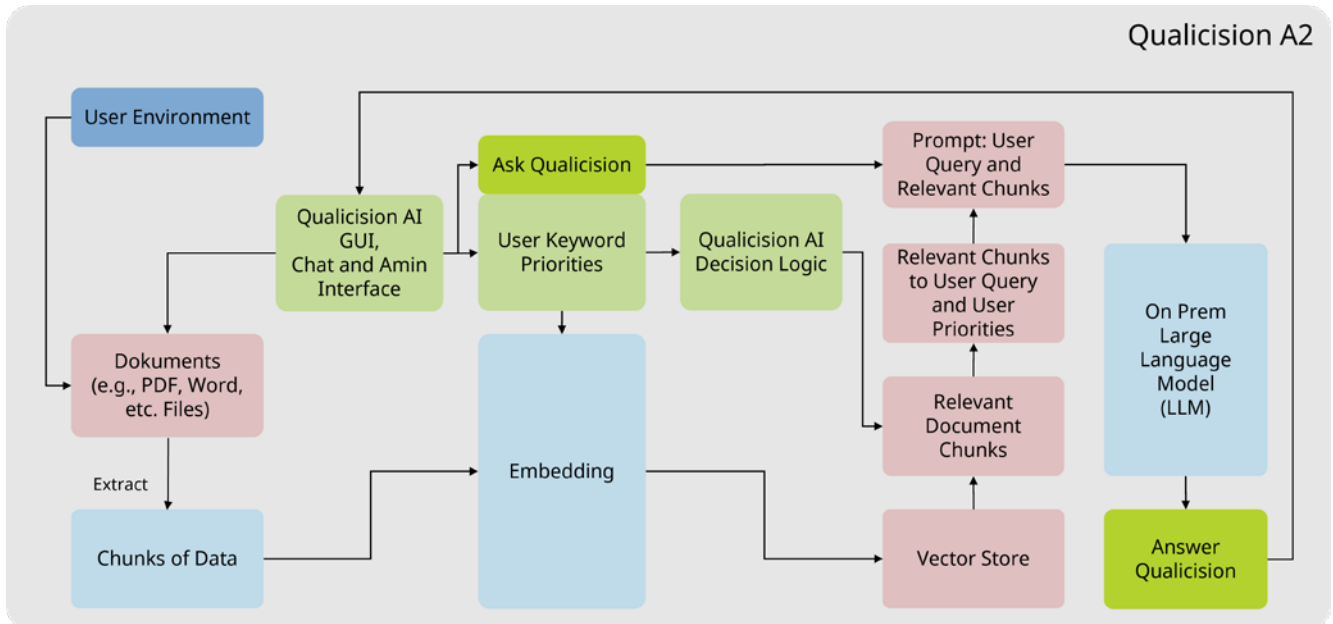 Qualicision A2
User Environment
Ask Qualicision
Prompt: User
Query and
Relevant Chunks
Qualicision AI
GUI,
Chat and Amin
Interface
User Keyword
Priorities
Qualicision AI
Decision Logic
Relevant Chunks
to User Query
and User
Priorities
On Prem
Large
Language
Model
(LLM)
Dokuments
(e.g., PDF, Word,
etc. Files)
Relevant
Document
Chunks
Embedding
Extract
Chunks of Data
Vector Store
Answer
Qualicision